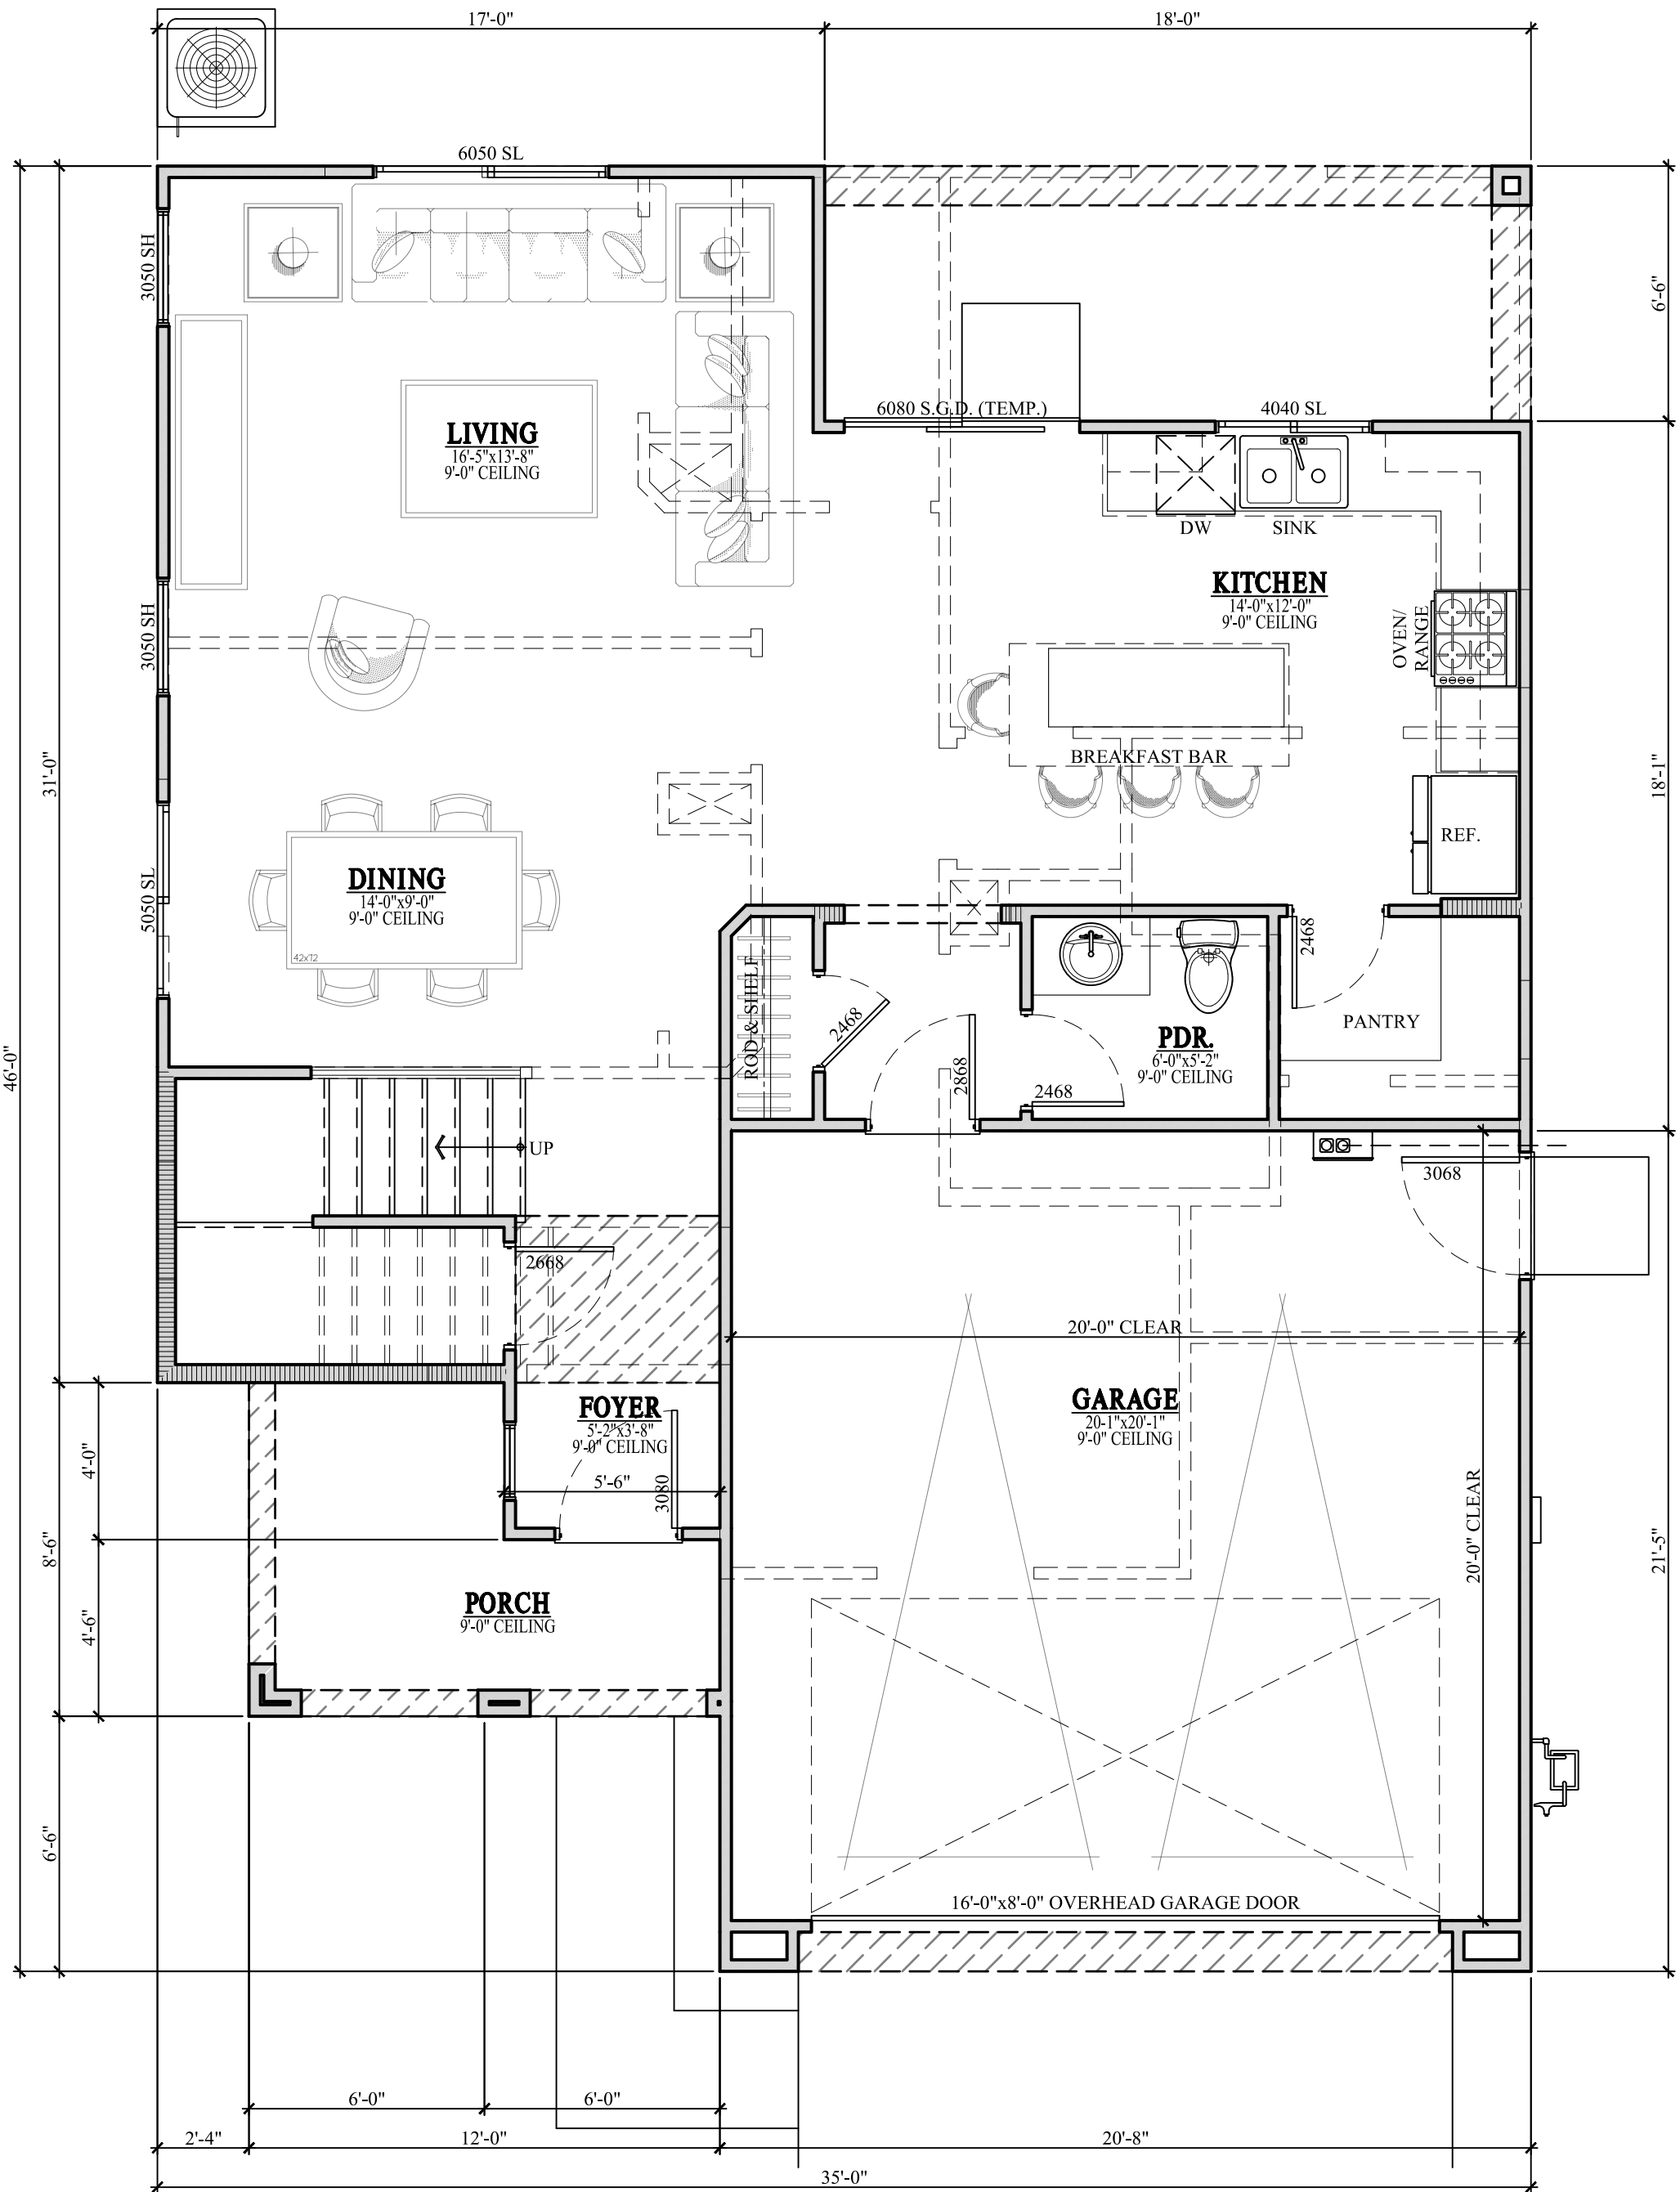 17'-0"
18'-0"
6050 SL
3050 SH
6'-6"
6080 S.G.D. (TEMP.)
4040 SL
LIVING
16'-5"x13'-8"
9'-0" CEILING
DW
SINK
KITCHEN
14'-0"x12'-0"
9'-0" CEILING
OVEN/
RANGE
3050 SH
31'-0"
BREAKFAST BAR
18'-1"
REF.
DINING
14'-0"x9'-0"
9'-0" CEILING
42x72
5050 SL
2468
ROD & SHELF
2468
PANTRY
PDR.
6'-0"x5'-2"
9'-0" CEILING
46'-0"
2868
2468
UP
3068
2668
20'-0" CLEAR
FOYER
5'-2"x3'-8"
9'-0" CEILING
GARAGE
20-1"x20'-1"
9'-0" CEILING
4'-0"
5'-6"
3080
20'-0" CLEAR
8'-6"
21'-5"
PORCH
9'-0" CEILING
4'-6"
6'-6"
16'-0"x8'-0" OVERHEAD GARAGE DOOR
6'-0"
6'-0"
2'-4"
12'-0"
20'-8"
35'-0"